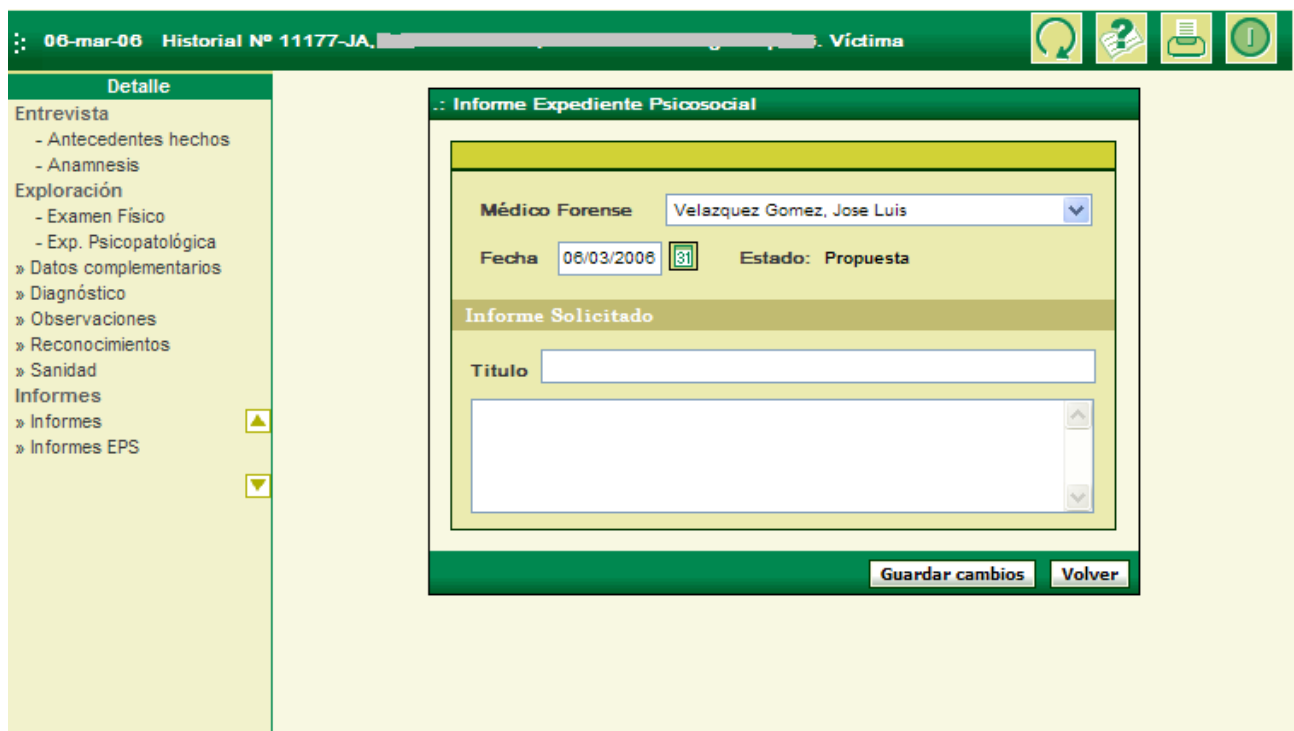 06-mar-06 Historial Nº 11177-JA, . Víctima
Detalle
Entrevista
- Antecedentes hechos
- Anamnesis
Exploración
- Examen Físico
- Exp. Psicopatológica
» Datos complementarios
» Diagnóstico
» Observaciones
» Reconocimientos
» Sanidad
Informes
» Informes
» Informes EPS
.: Informe Expediente Psicosocial
Médico Forense Velazquez Gomez, Jose Luis
Fecha 06/03/2006 31 Estado: Propuesta
Informe Solicitado
Titulo
Guardar cambios Volver